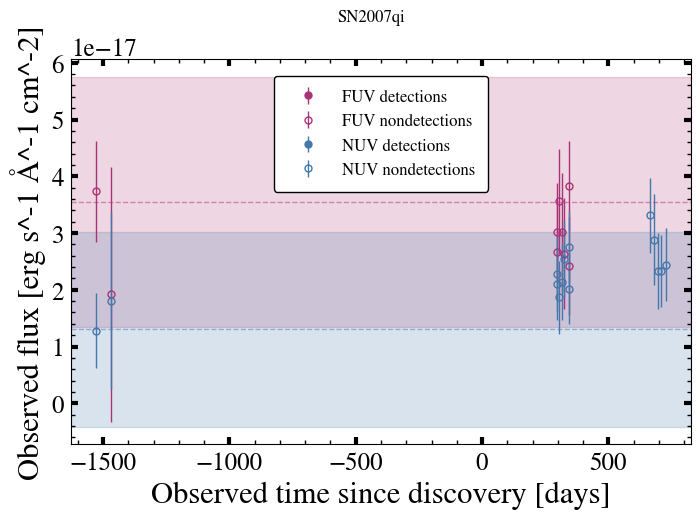 SN2007qi
1e−17
6
5
4
3
2
1
0
Observed flux [erg s^-1 Å^-1 cm^-2]
FUV detections
FUV nondetections
NUV detections
NUV nondetections
−1500 −1000 −500 0 500
Observed time since discovery [days]